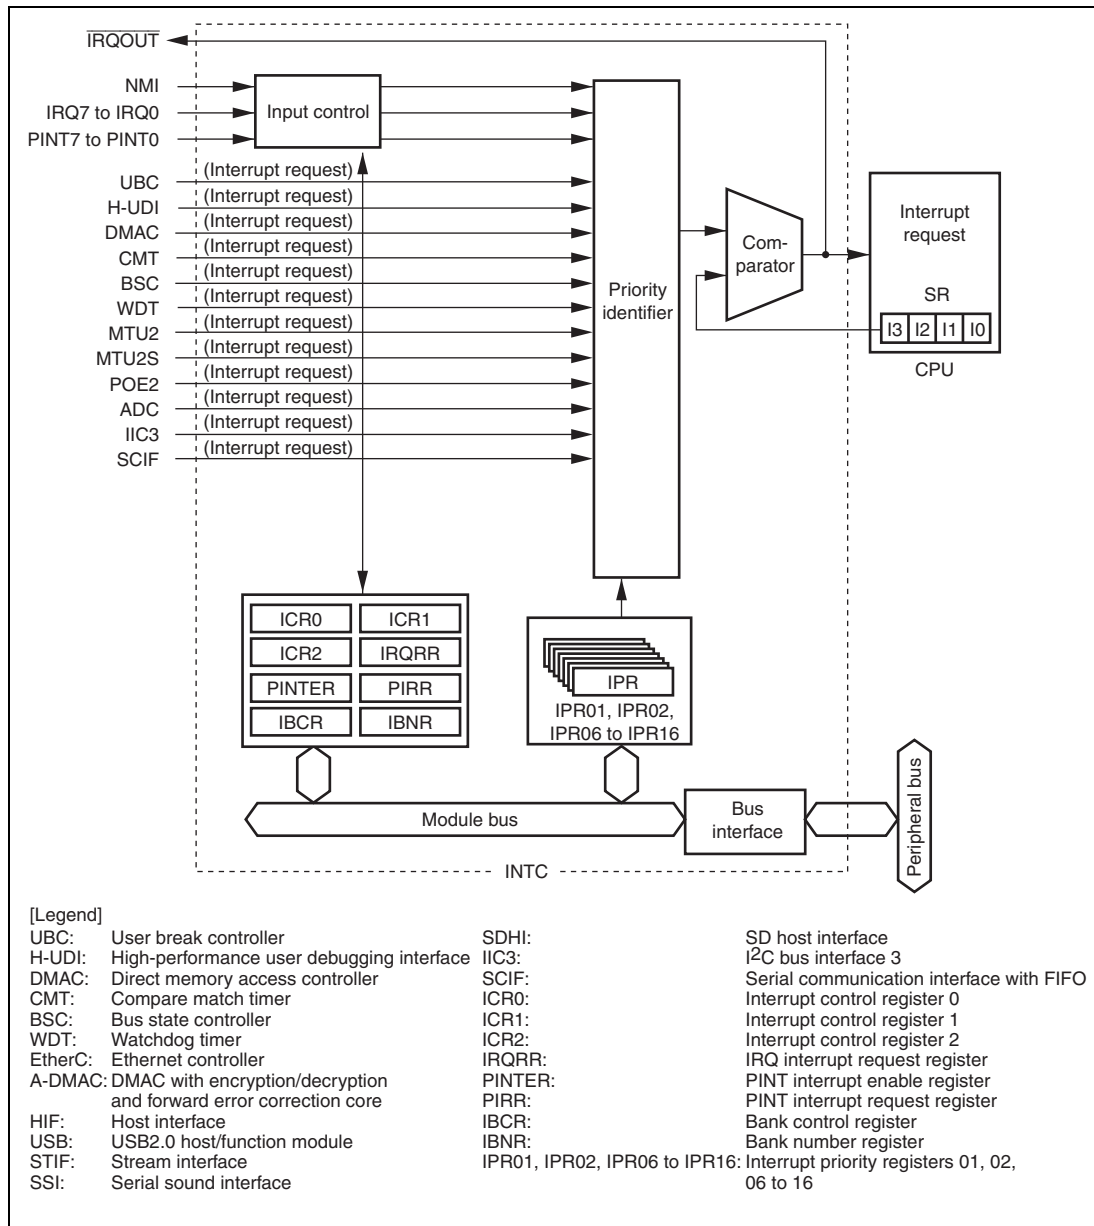 IRQOUT
NMI
IRQ7 to IRQ0
PINT7 to PINT0
Input control
UBC (Interrupt request)
H-UDI (Interrupt request)
DMAC (Interrupt request)
CMT (Interrupt request)
BSC (Interrupt request)
WDT (Interrupt request)
MTU2 (Interrupt request)
MTU2S (Interrupt request)
POE2 (Interrupt request)
ADC (Interrupt request)
IIC3 (Interrupt request)
SCIF (Interrupt request)
Priority
identifier
Com-
parator
Interrupt
request
SR
I3 I2 I1 I0
CPU
ICR0 ICR1
ICR2 IRQRR
PINTER PIRR
IBCR IBNR
IPR
IPR01, IPR02,
IPR06 to IPR16
Module bus
Bus
interface
Peripheral bus
INTC
[Legend]
UBC: User break controller
H-UDI: High-performance user debugging interface
DMAC: Direct memory access controller
CMT: Compare match timer
BSC: Bus state controller
WDT: Watchdog timer
EtherC: Ethernet controller
A-DMAC: DMAC with encryption/decryption
and forward error correction core
HIF: Host interface
USB: USB2.0 host/function module
STIF: Stream interface
SSI: Serial sound interface
SDHI: SD host interface
IIC3: I2C bus interface 3
SCIF: Serial communication interface with FIFO
ICR0: Interrupt control register 0
ICR1: Interrupt control register 1
ICR2: Interrupt control register 2
IRQRR: IRQ interrupt request register
PINTER: PINT interrupt enable register
PIRR: PINT interrupt request register
IBCR: Bank control register
IBNR: Bank number register
IPR01, IPR02, IPR06 to IPR16: Interrupt priority registers 01, 02,
06 to 16